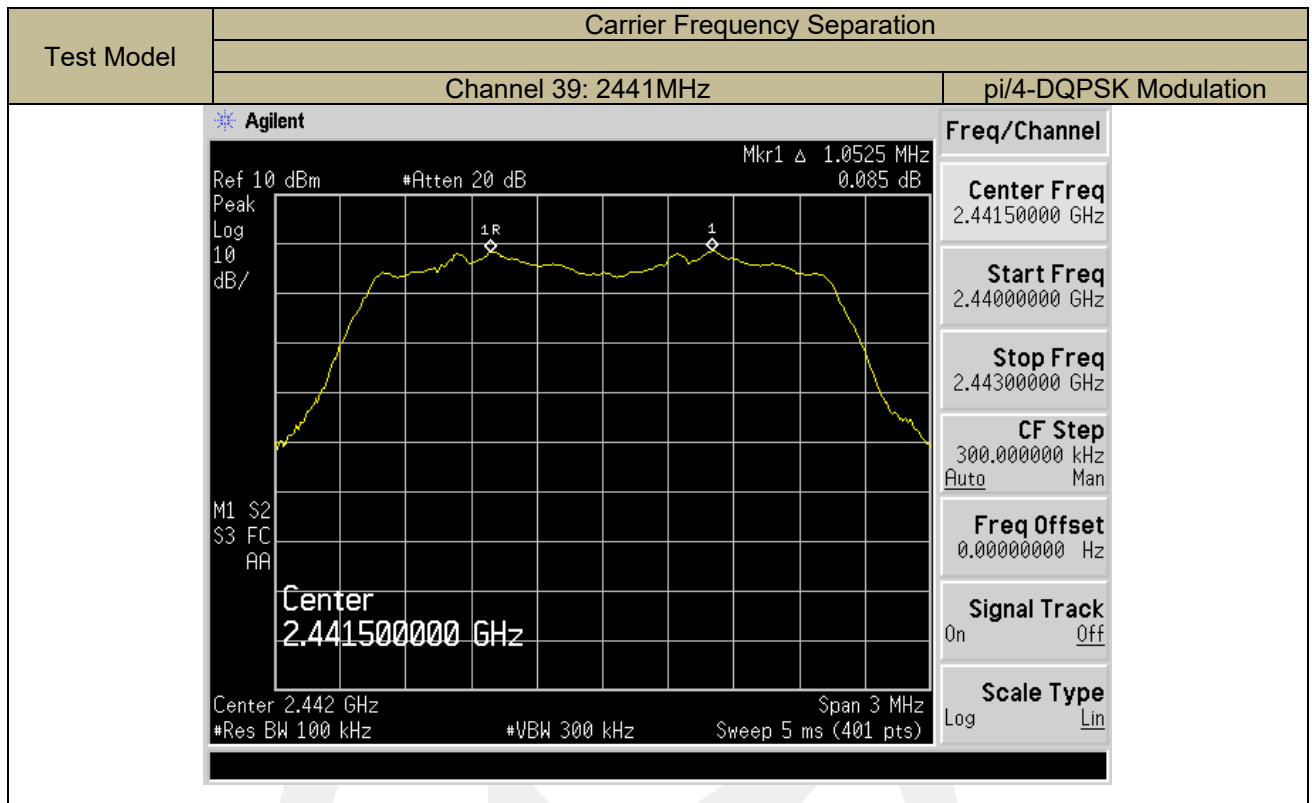 Test Model
Carrier Frequency Separation
Channel 39: 2441MHz
pi/4-DQPSK Modulation
Agilent
Mkr1 Δ 1.0525 MHz
Ref 10 dBm #Atten 20 dB 0.085 dB
Peak
Log
10
dB/
1R
1
M1 S2
S3 FC
AA
Center
2.441500000 GHz
Center 2.442 GHz Span 3 MHz
#Res BW 100 kHz #VBW 300 kHz Sweep 5 ms (401 pts)
Freq/Channel
Center Freq
2.44150000 GHz
Start Freq
2.44000000 GHz
Stop Freq
2.44300000 GHz
CF Step
300.000000 kHz
Auto Man
Freq Offset
0.00000000 Hz
Signal Track
On Off
Scale Type
Log Lin